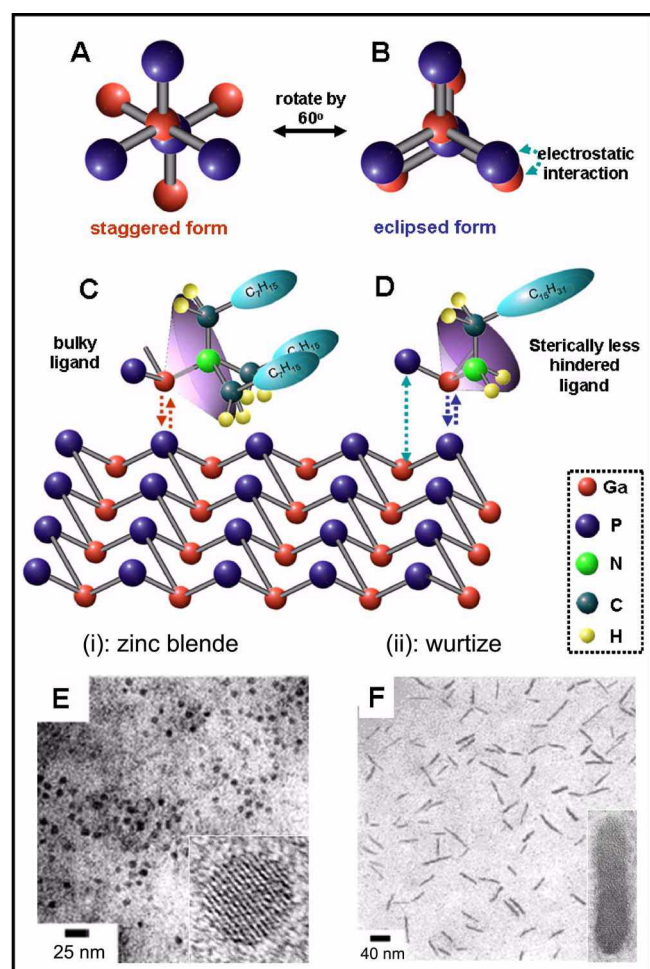 A
B
rotate by
60º
electrostatic
interaction
staggered form
eclipsed form
C
D
C₇H₁₅
C₇H₁₅
C₇H₁₅
C₁₅H₃₁
bulky
ligand
Sterically less
hindered
ligand
Ga
P
N
C
H
(i): zinc blende
(ii): wurtize
E
F
25 nm
40 nm